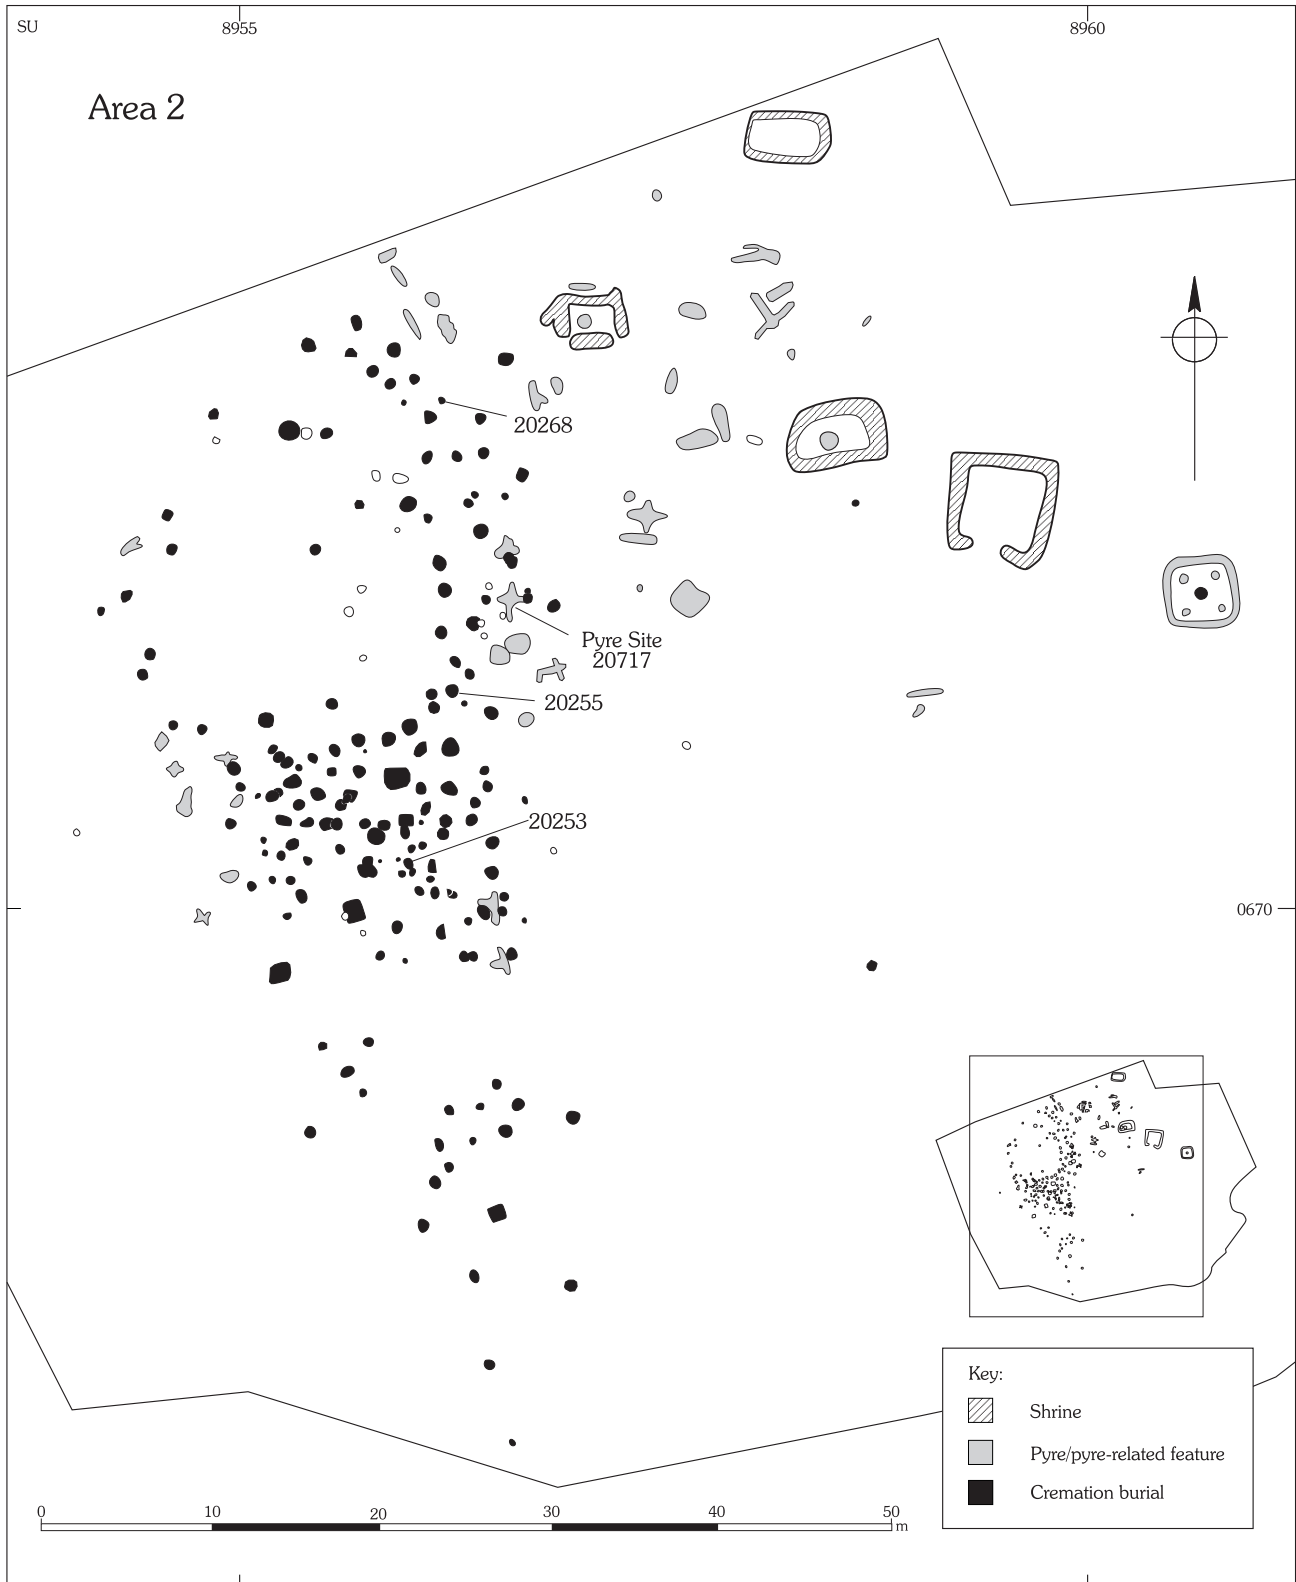 SU
8955
8960
Area 2
20268
Pyre Site
20717
20255
20253
0670
Key:
Shrine
Pyre/pyre-related feature
Cremation burial
0 10 20 30 40 50 m